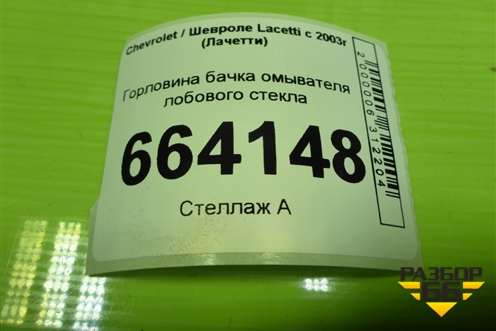 Chevrolet / Шевроле Lacetti с 2003г
(Лачетти)
Горловина бачка омывателя
лобового стекла
664148
Стеллаж А
2000006312204
РАЗБОР
66